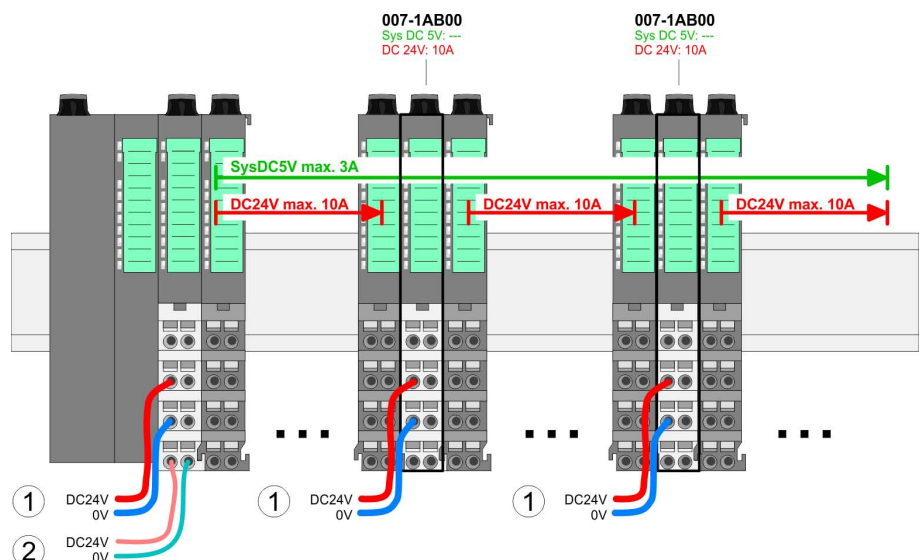 007-1AB00
Sys DC 5V: ---
DC 24V: 10A
007-1AB00
Sys DC 5V: ---
DC 24V: 10A
SysDC5V max. 3A
DC24V max. 10A
DC24V max. 10A
DC24V max. 10A
1
DC24V
0V
1
DC24V
0V
1
DC24V
0V
2
DC24V
0V